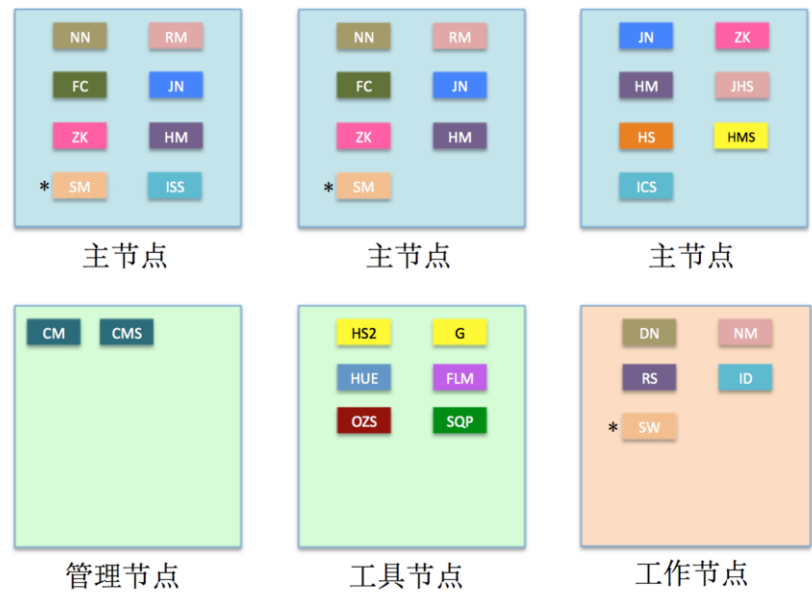 NN RM NN RM JN ZK
FC JN FC JN HM JHS
ZK HM ZK HM HS HMS
* SM ISS * SM ICS
主节点 主节点 主节点
CM CMS HS2 G DN NM
HUE FLM RS ID
OZS SQP * SW
管理节点 工具节点 工作节点